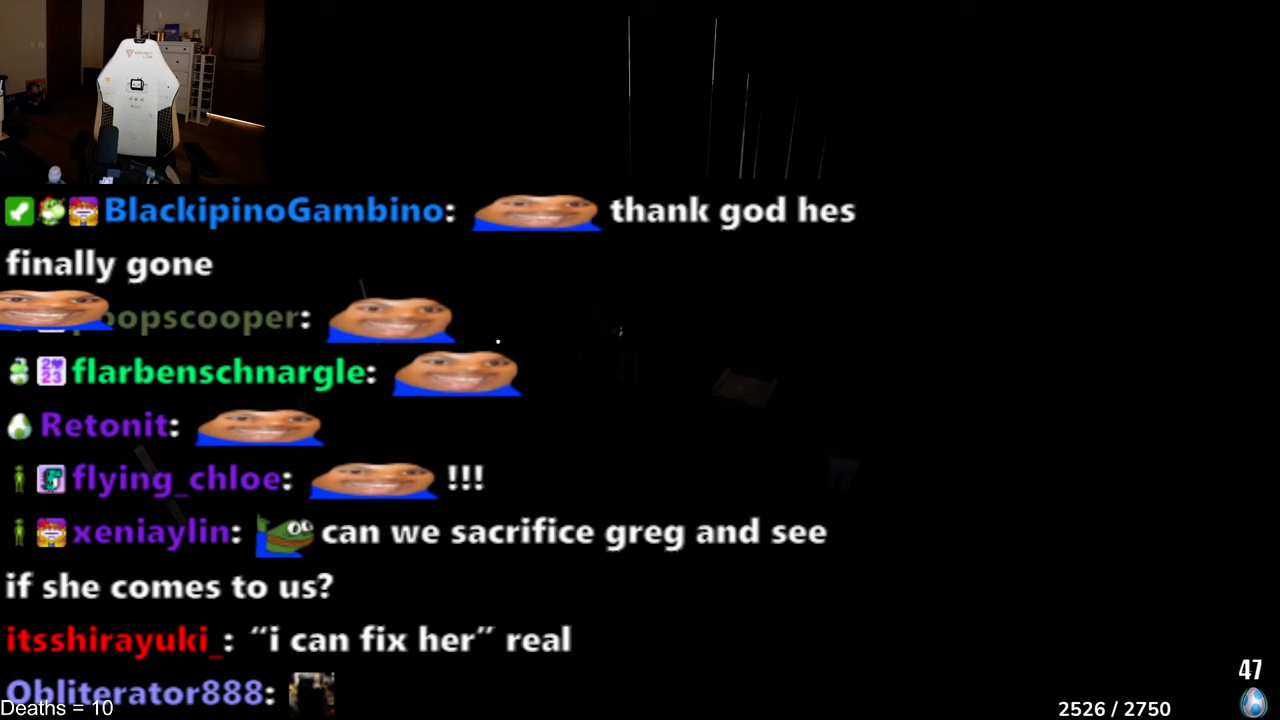 BlackipinoGambino: thank god hes
finally gone
oopscooper:
flarbenschnargle:
Retonit:
flying_chloe: !!!
xeniaylin: can we sacrifice greg and see
if she comes to us?
itsshirayuki_: “i can fix her” real
Obliterator888:
Deaths = 10
47
2526 / 2750